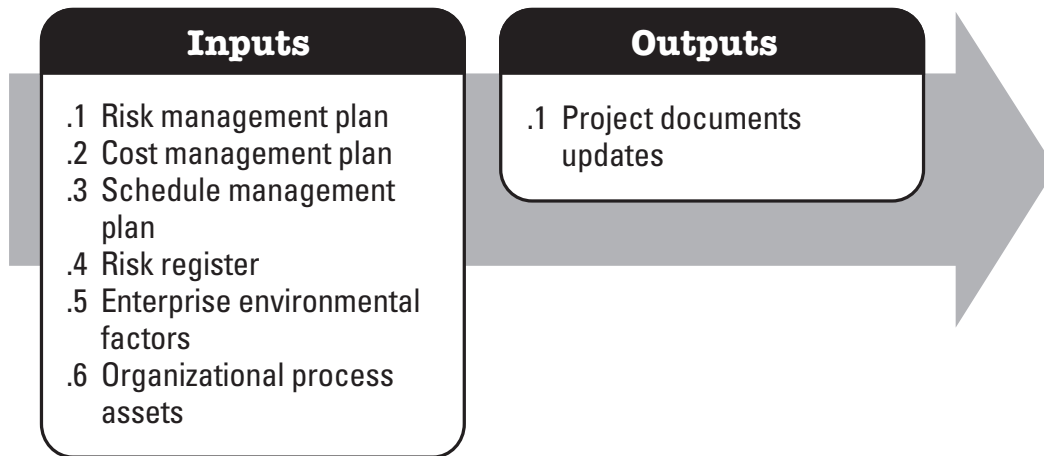 Inputs
.1 Risk management plan
.2 Cost management plan
.3 Schedule management
plan
.4 Risk register
.5 Enterprise environmental
factors
.6 Organizational process
assets
Outputs
.1 Project documents
updates